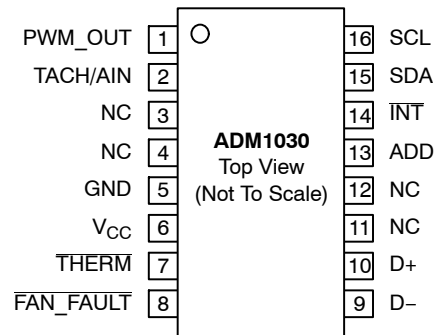 PWM_OUT 1 16 SCL
TACH/AIN 2 15 SDA
NC 3 14 INT
NC 4 ADM1030 13 ADD
Top View
GND 5 (Not To Scale) 12 NC
VCC 6 11 NC
THERM 7 10 D+
FAN_FAULT 8 9 D−